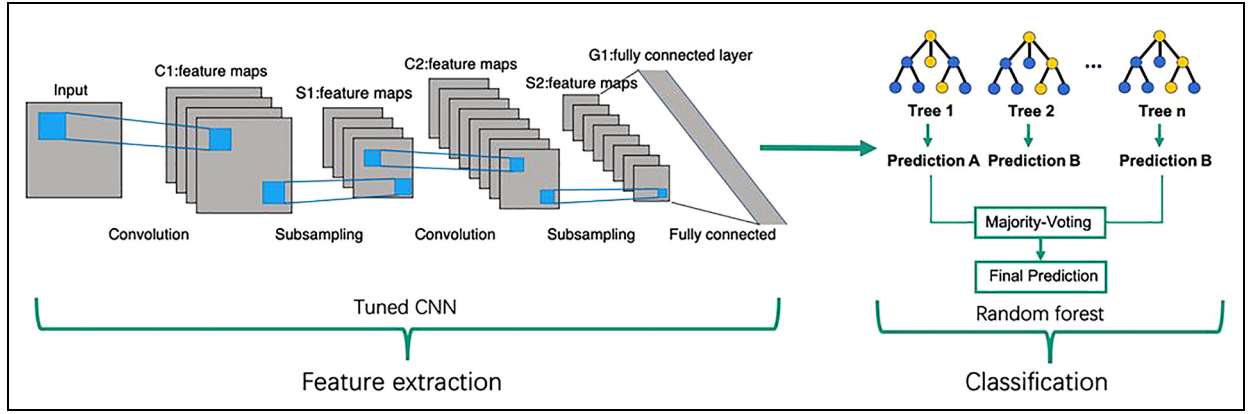 Input
C1:feature maps
S1:feature maps
C2:feature maps
S2:feature maps
G1:fully connected layer
Convolution
Subsampling
Convolution
Subsampling
Fully connected
Tuned CNN
Feature extraction
Tree 1
Tree 2
...
Tree n
Prediction A
Prediction B
Prediction B
Majority-Voting
Final Prediction
Random forest
Classification